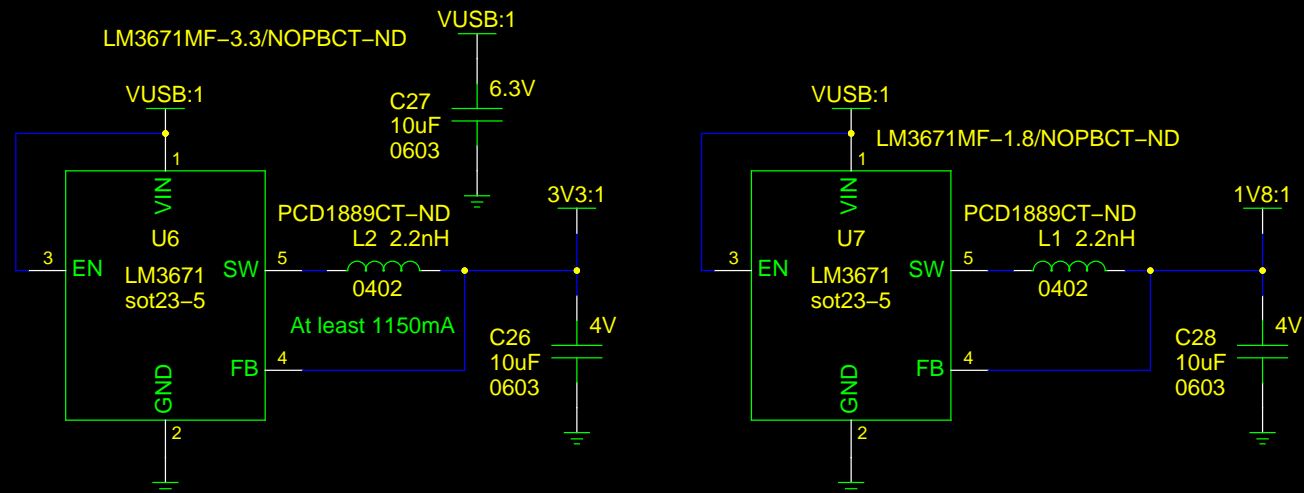 VUSB:1
LM3671MF−3.3/NOPBCT−ND
6.3V
C27
10uF
0603
VUSB:1
1
VIN
3V3:1
PCD1889CT−ND
U6
L2 2.2nH
3
EN
SW
5
LM3671
sot23−5
0402
At least 1150mA
4V
C26
10uF
0603
FB
4
GND
2
VUSB:1
LM3671MF−1.8/NOPBCT−ND
1
VIN
1V8:1
PCD1889CT−ND
U7
L1 2.2nH
3
EN
SW
5
LM3671
sot23−5
0402
4V
C28
10uF
0603
FB
4
GND
2